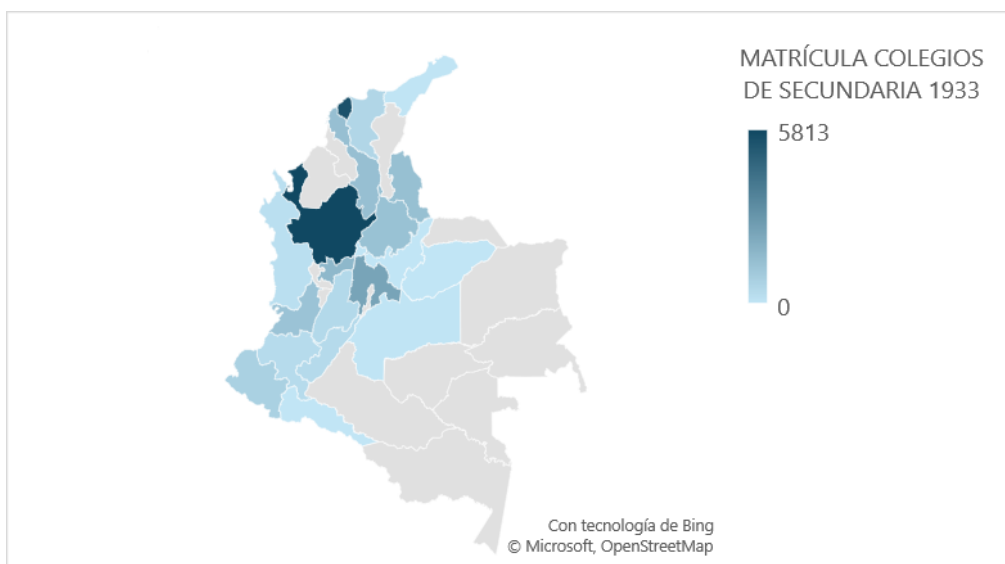 MATRÍCULA COLEGIOS
DE SECUNDARIA 1933
5813
0
Con tecnología de Bing
© Microsoft, OpenStreetMap